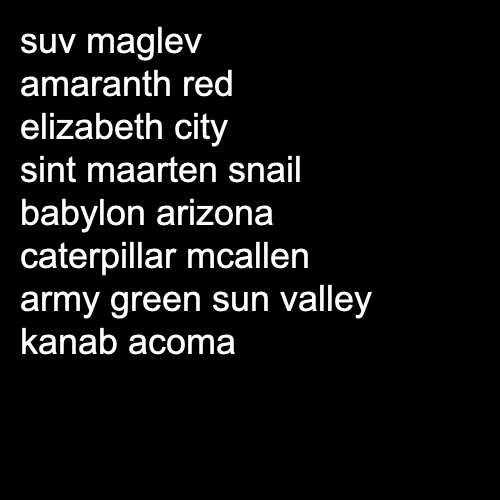 suv maglev
amaranth red
elizabeth city
sint maarten snail
babylon arizona
caterpillar mcallen
army green sun valley
kanab acoma